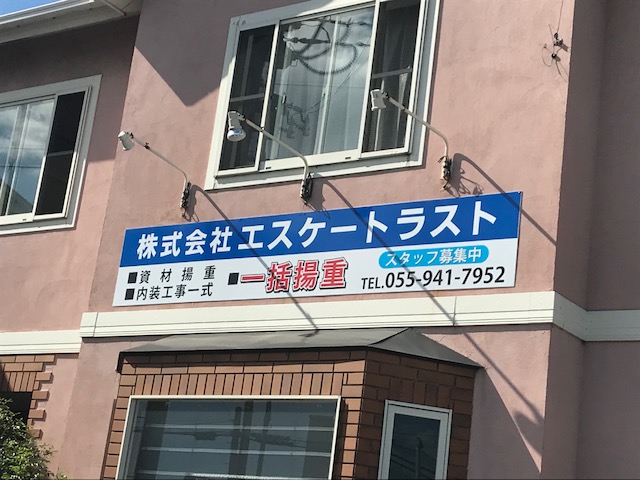 株式会社エスケートラスト
■資材揚重
■内装工事一式
■一括揚重
スタッフ募集中
TEL.055-941-7952